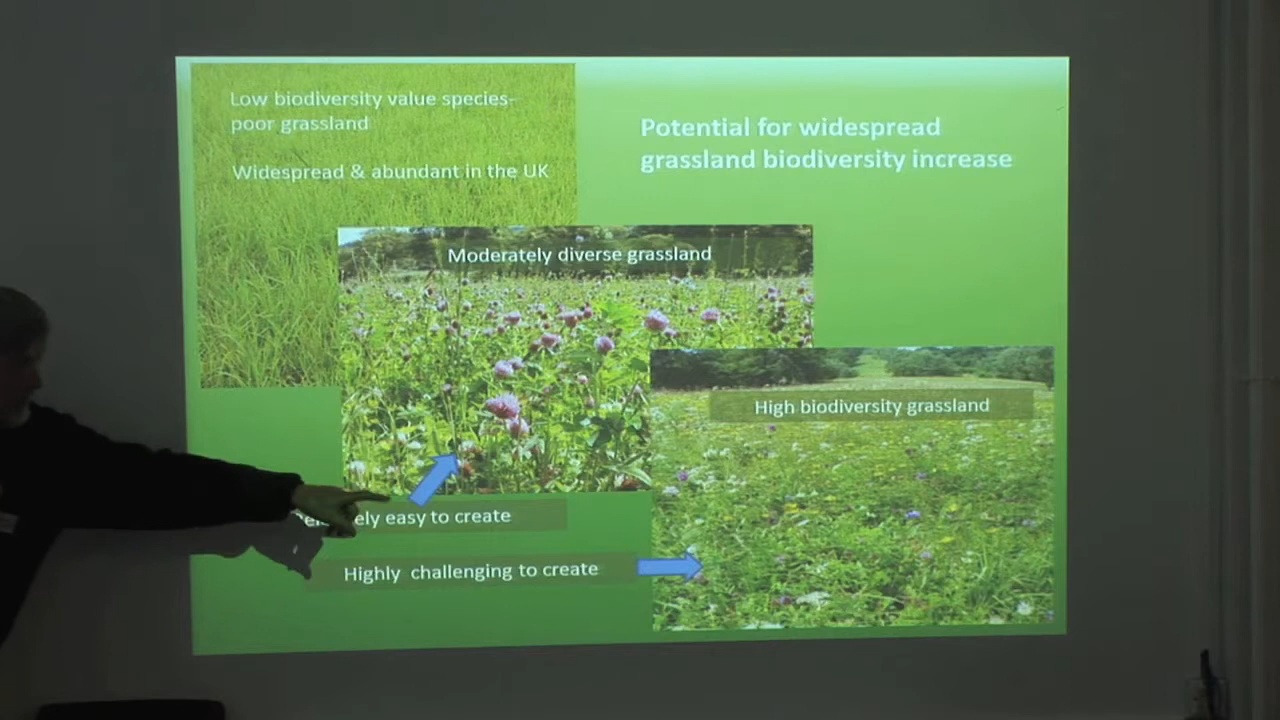 Low biodiversity value species-
poor grassland
Widespread & abundant in the UK
Potential for widespread
grassland biodiversity increase
Moderately diverse grassland
High biodiversity grassland
easy to create
Highly challenging to create